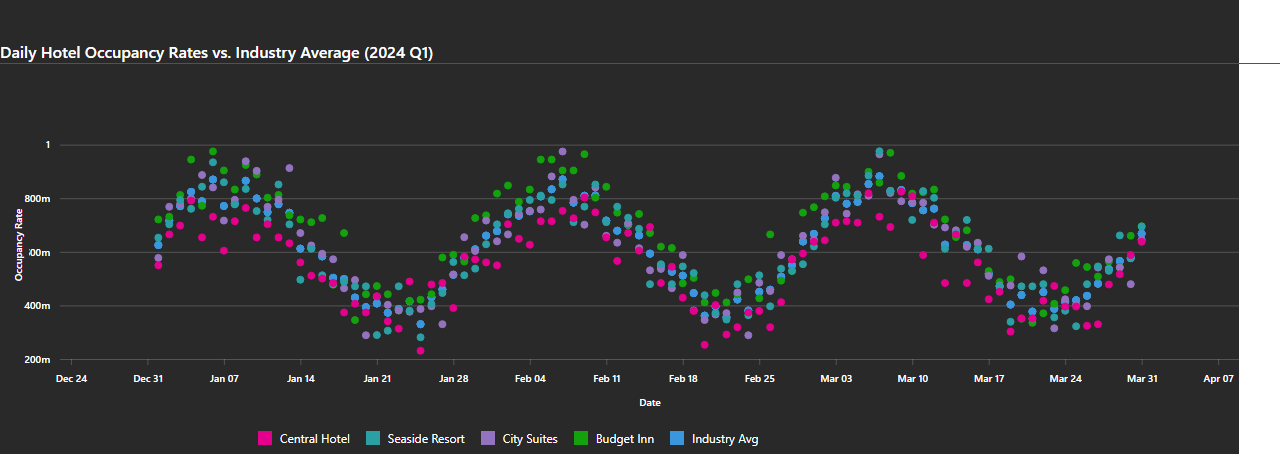 Daily Hotel Occupancy Rates vs. Industry Average (2024 Q1)
1
800m
600m
400m
200m
Occupancy Rate
Dec 24 Dec 31 Jan 07 Jan 14 Jan 21 Jan 28 Feb 04 Feb 11 Feb 18 Feb 25 Mar 03 Mar 10 Mar 17 Mar 24 Mar 31 Apr 07
Date
Central Hotel Seaside Resort City Suites Budget Inn Industry Avg